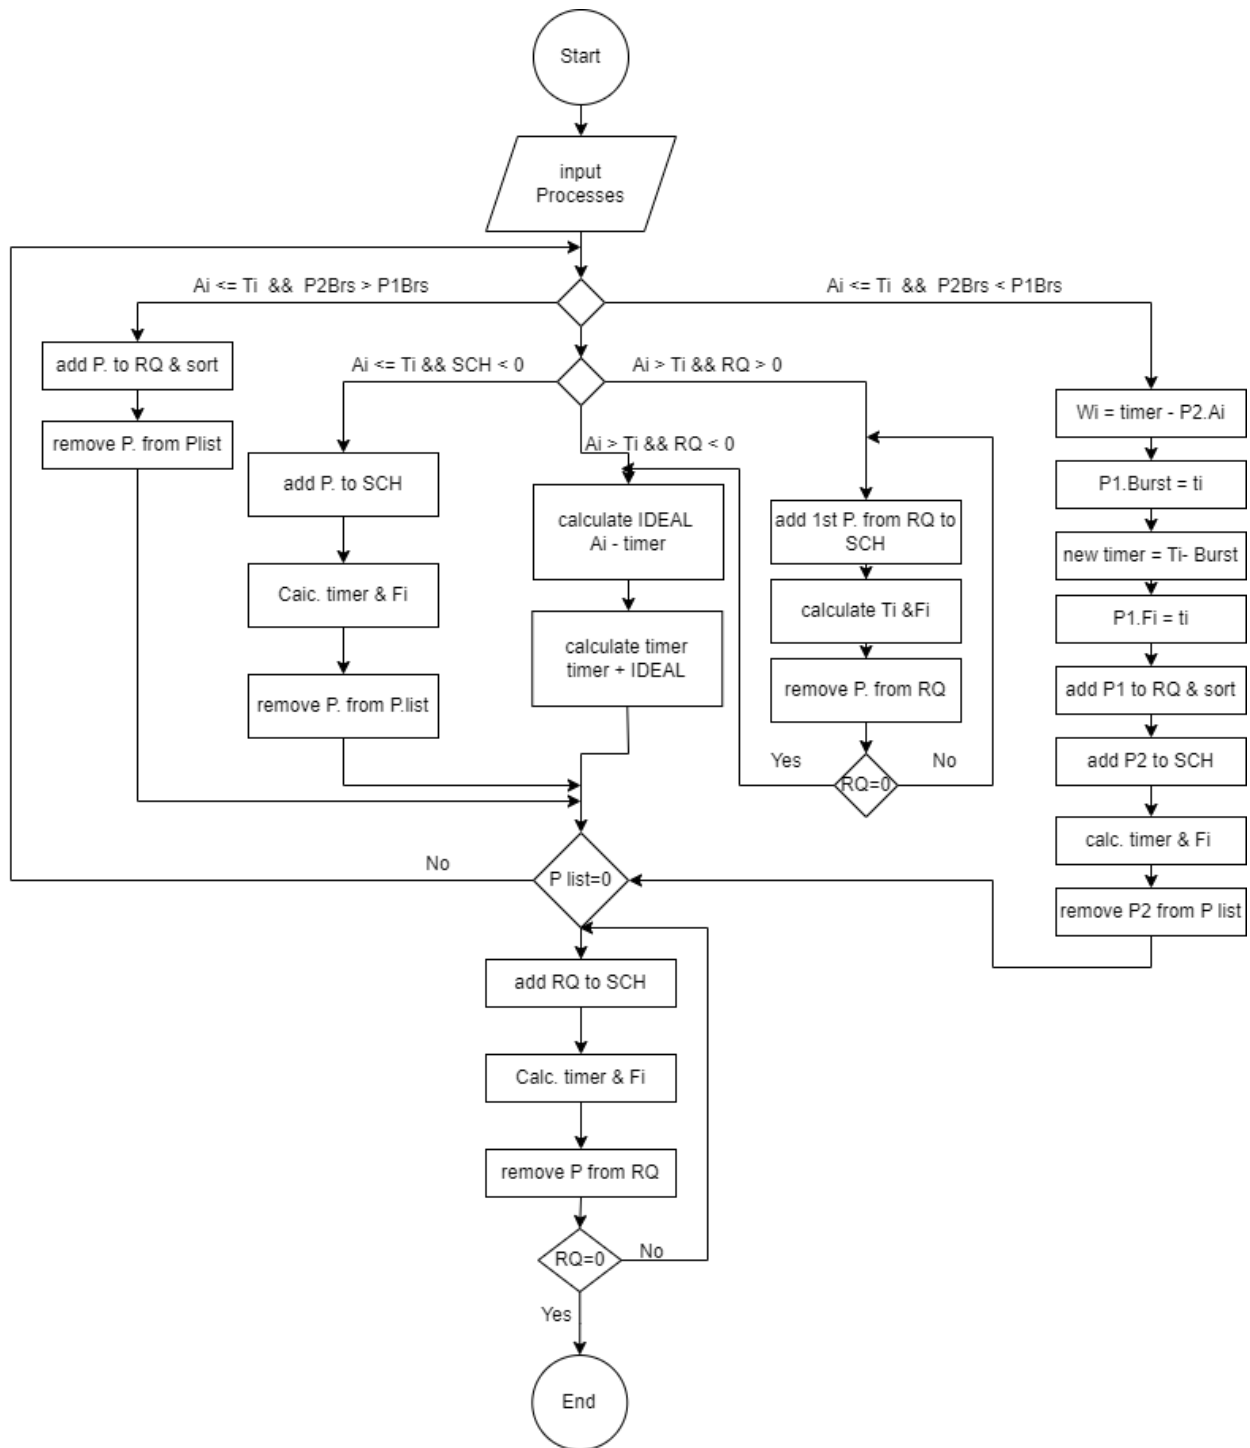 Start
input
Processes
Ai <= Ti && P2Brs > P1Brs
Ai <= Ti && P2Brs < P1Brs
add P. to RQ & sort
remove P. from Plist
Ai <= Ti && SCH < 0
Ai > Ti && RQ > 0
Ai > Ti && RQ < 0
add P. to SCH
Caic. timer & Fi
remove P. from P.list
calculate IDEAL
Ai - timer
calculate timer
timer + IDEAL
add 1st P. from RQ to
SCH
calculate Ti &Fi
remove P. from RQ
Yes
RQ=0
No
Wi = timer - P2.Ai
P1.Burst = ti
new timer = Ti- Burst
P1.Fi = ti
add P1 to RQ & sort
add P2 to SCH
calc. timer & Fi
remove P2 from P list
No
P list=0
add RQ to SCH
Calc. timer & Fi
remove P from RQ
RQ=0
No
Yes
End